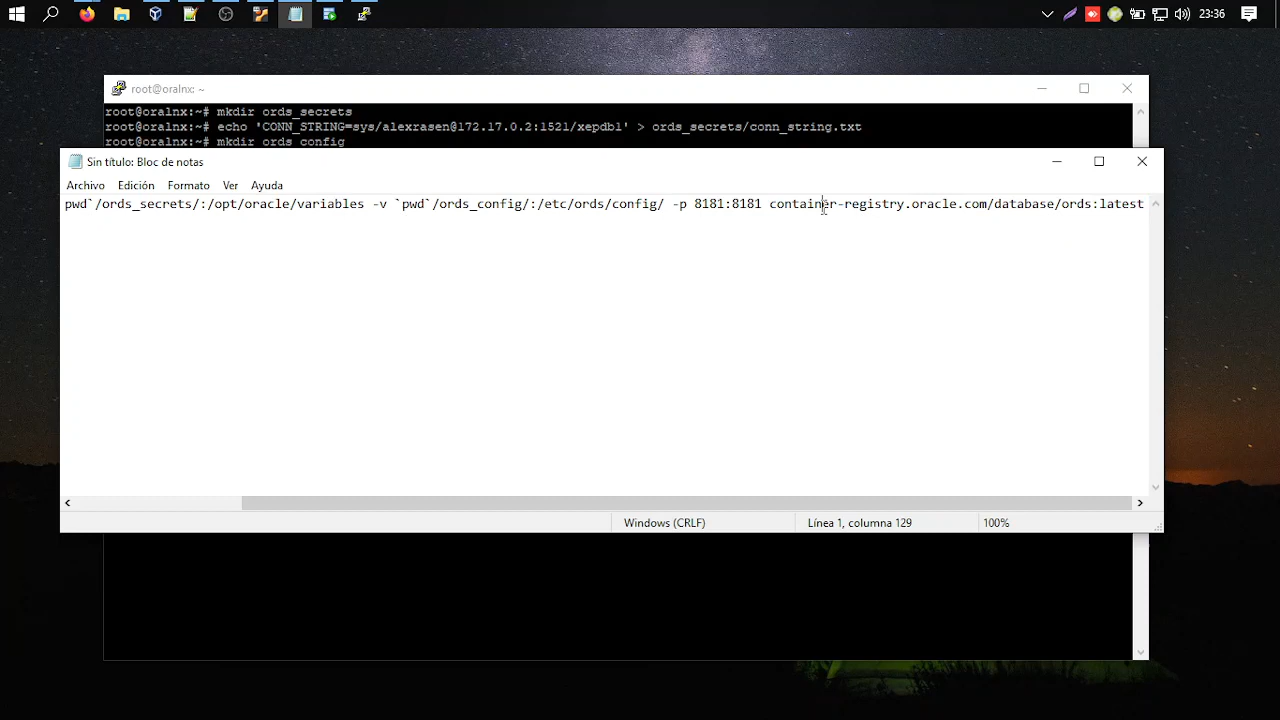 23:36
root@oralnx: ~
root@oralnx:~# mkdir ords_secrets
root@oralnx:~# echo 'CONN_STRING=sys/alexrasen@172.17.0.2:1521/xepdb1' > ords_secrets/conn_string.txt
root@oralnx:~# mkdir ords_config
Sin título: Bloc de notas
Archivo Edición Formato Ver Ayuda
pwd`/ords_secrets/:/opt/oracle/variables -v `pwd`/ords_config/:/etc/ords/config/ -p 8181:8181 container-registry.oracle.com/database/ords:latest
Windows (CRLF) Línea 1, columna 129 100%